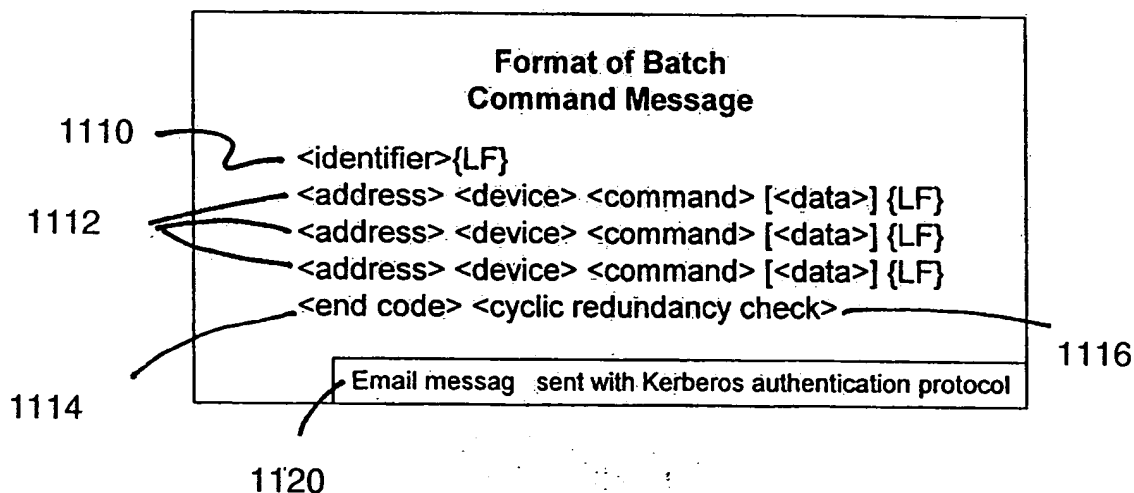 Format of Batch
Command Message
1110
<identifier>{LF}
<address> <device> <command> [<data>] {LF}
1112
<address> <device> <command> [<data>] {LF}
<address> <device> <command> [<data>] {LF}
<end code> <cyclic redundancy check>
1116
Email messag sent with Kerberos authentication protocol
1114
1120